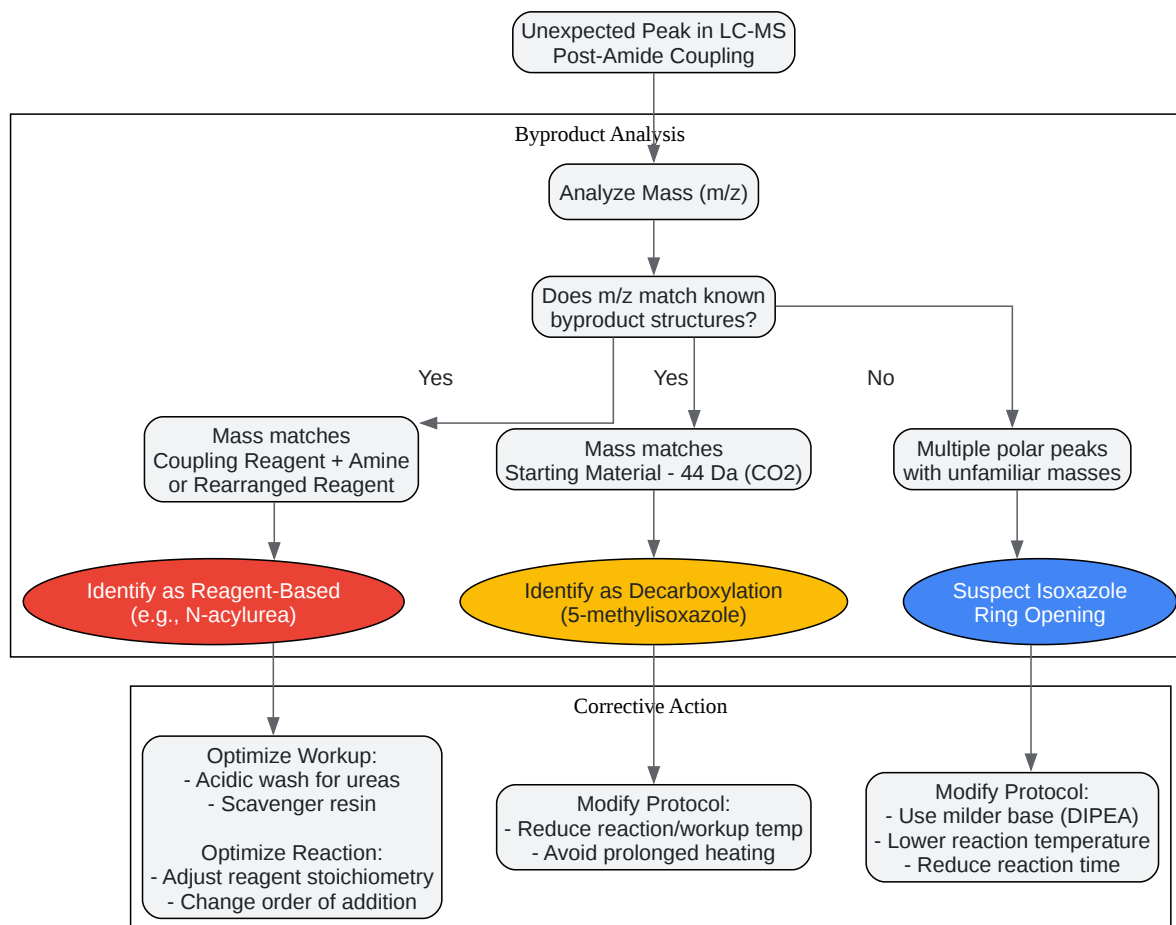 Unexpected Peak in LC-MS
Post-Amide Coupling
Byproduct Analysis
Analyze Mass (m/z)
Does m/z match known
byproduct structures?
Yes
Yes
No
Mass matches
Coupling Reagent + Amine
or Rearranged Reagent
Mass matches
Starting Material - 44 Da (CO2)
Multiple polar peaks
with unfamiliar masses
Identify as Reagent-Based
(e.g., N-acylurea)
Identify as Decarboxylation
(5-methylisoxazole)
Suspect Isoxazole
Ring Opening
Corrective Action
Optimize Workup:
- Acidic wash for ureas
- Scavenger resin
Optimize Reaction:
- Adjust reagent stoichiometry
- Change order of addition
Modify Protocol:
- Reduce reaction/workup temp
- Avoid prolonged heating
Modify Protocol:
- Use milder base (DIPEA)
- Lower reaction temperature
- Reduce reaction time